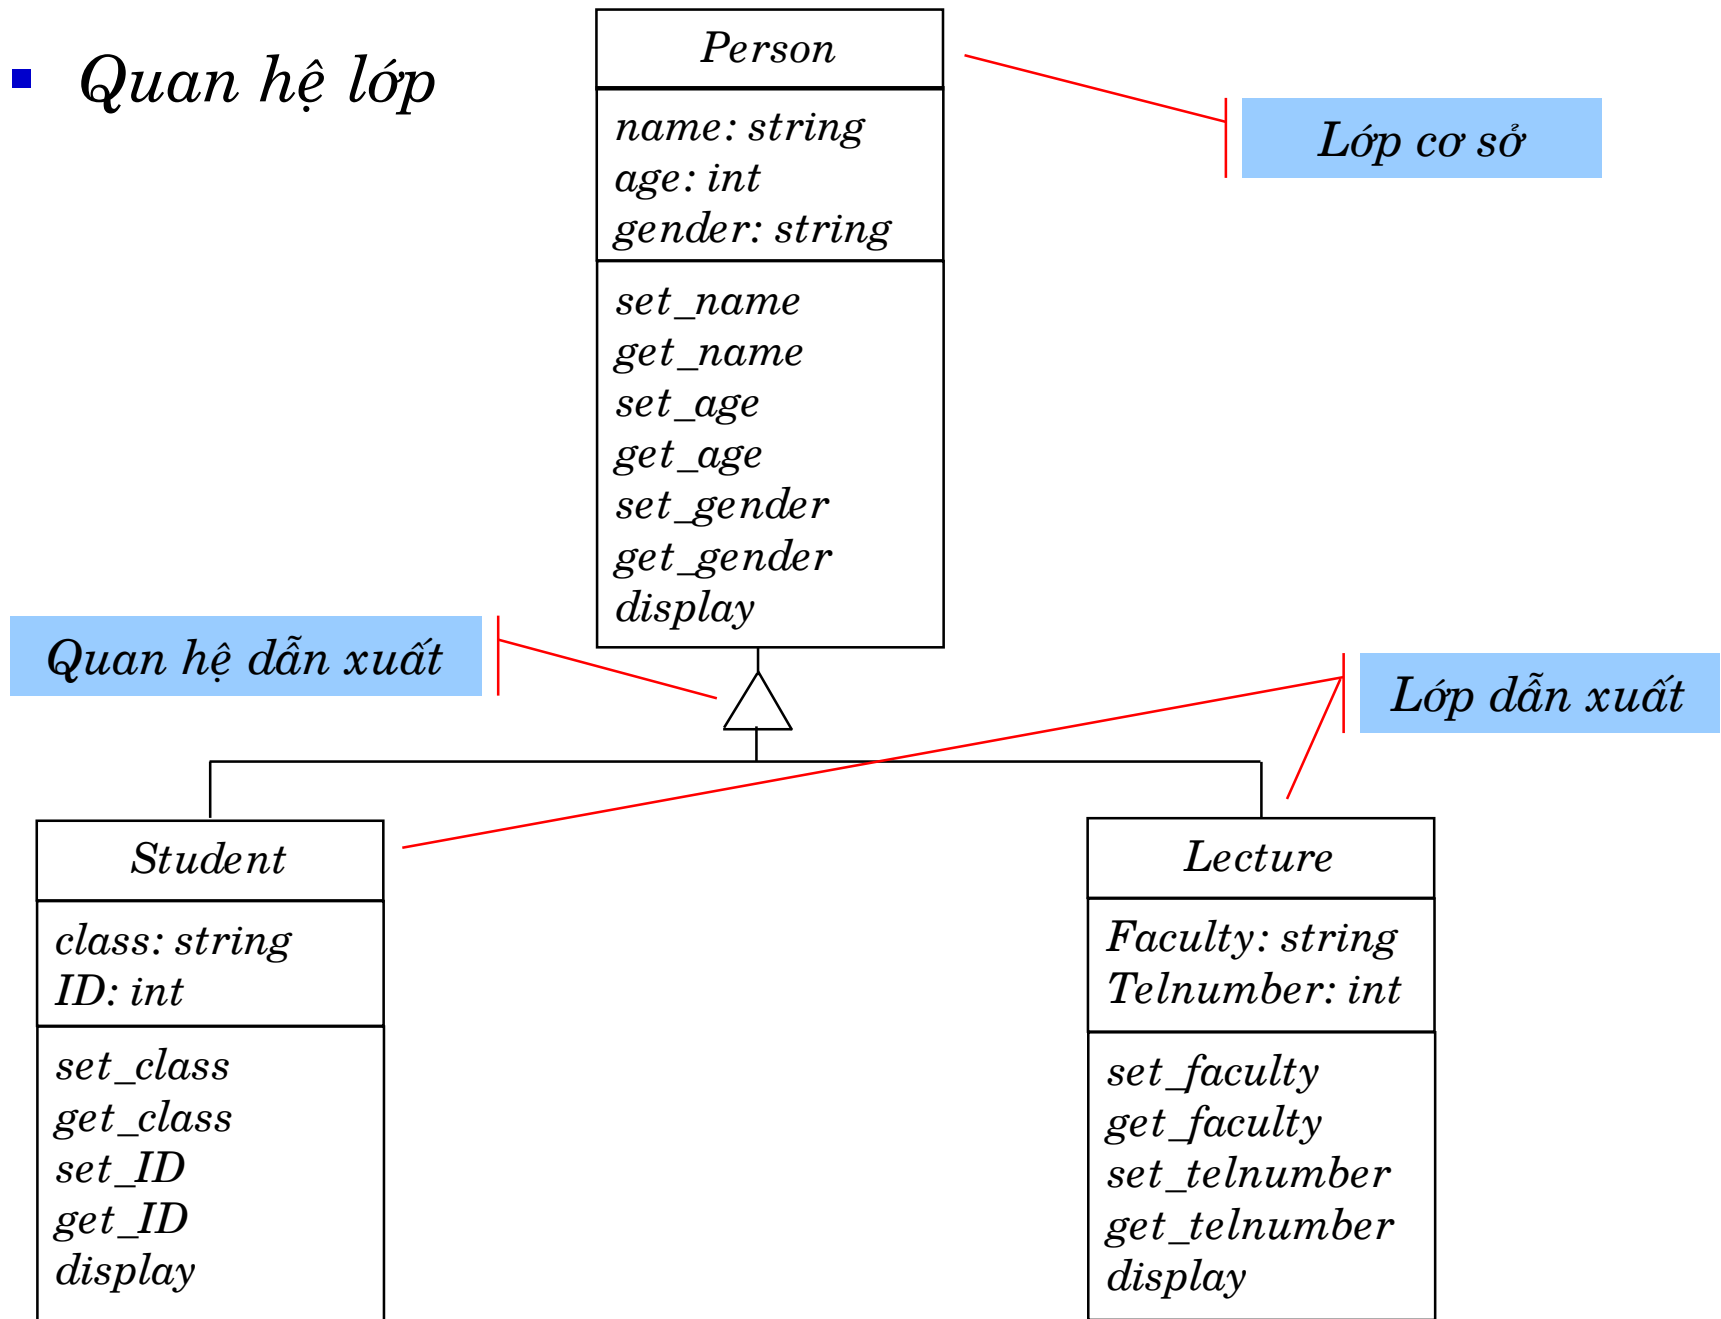 Quan hệ lớp
Person
name: string
age: int
gender: string
set_name
get_name
set_age
get_age
set_gender
get_gender
display
Lớp cơ sở
Quan hệ dẫn xuất
Lớp dẫn xuất
Student
class: string
ID: int
set_class
get_class
set_ID
get_ID
display
Lecture
Faculty: string
Telnumber: int
set_faculty
get_faculty
set_telnumber
get_telnumber
display